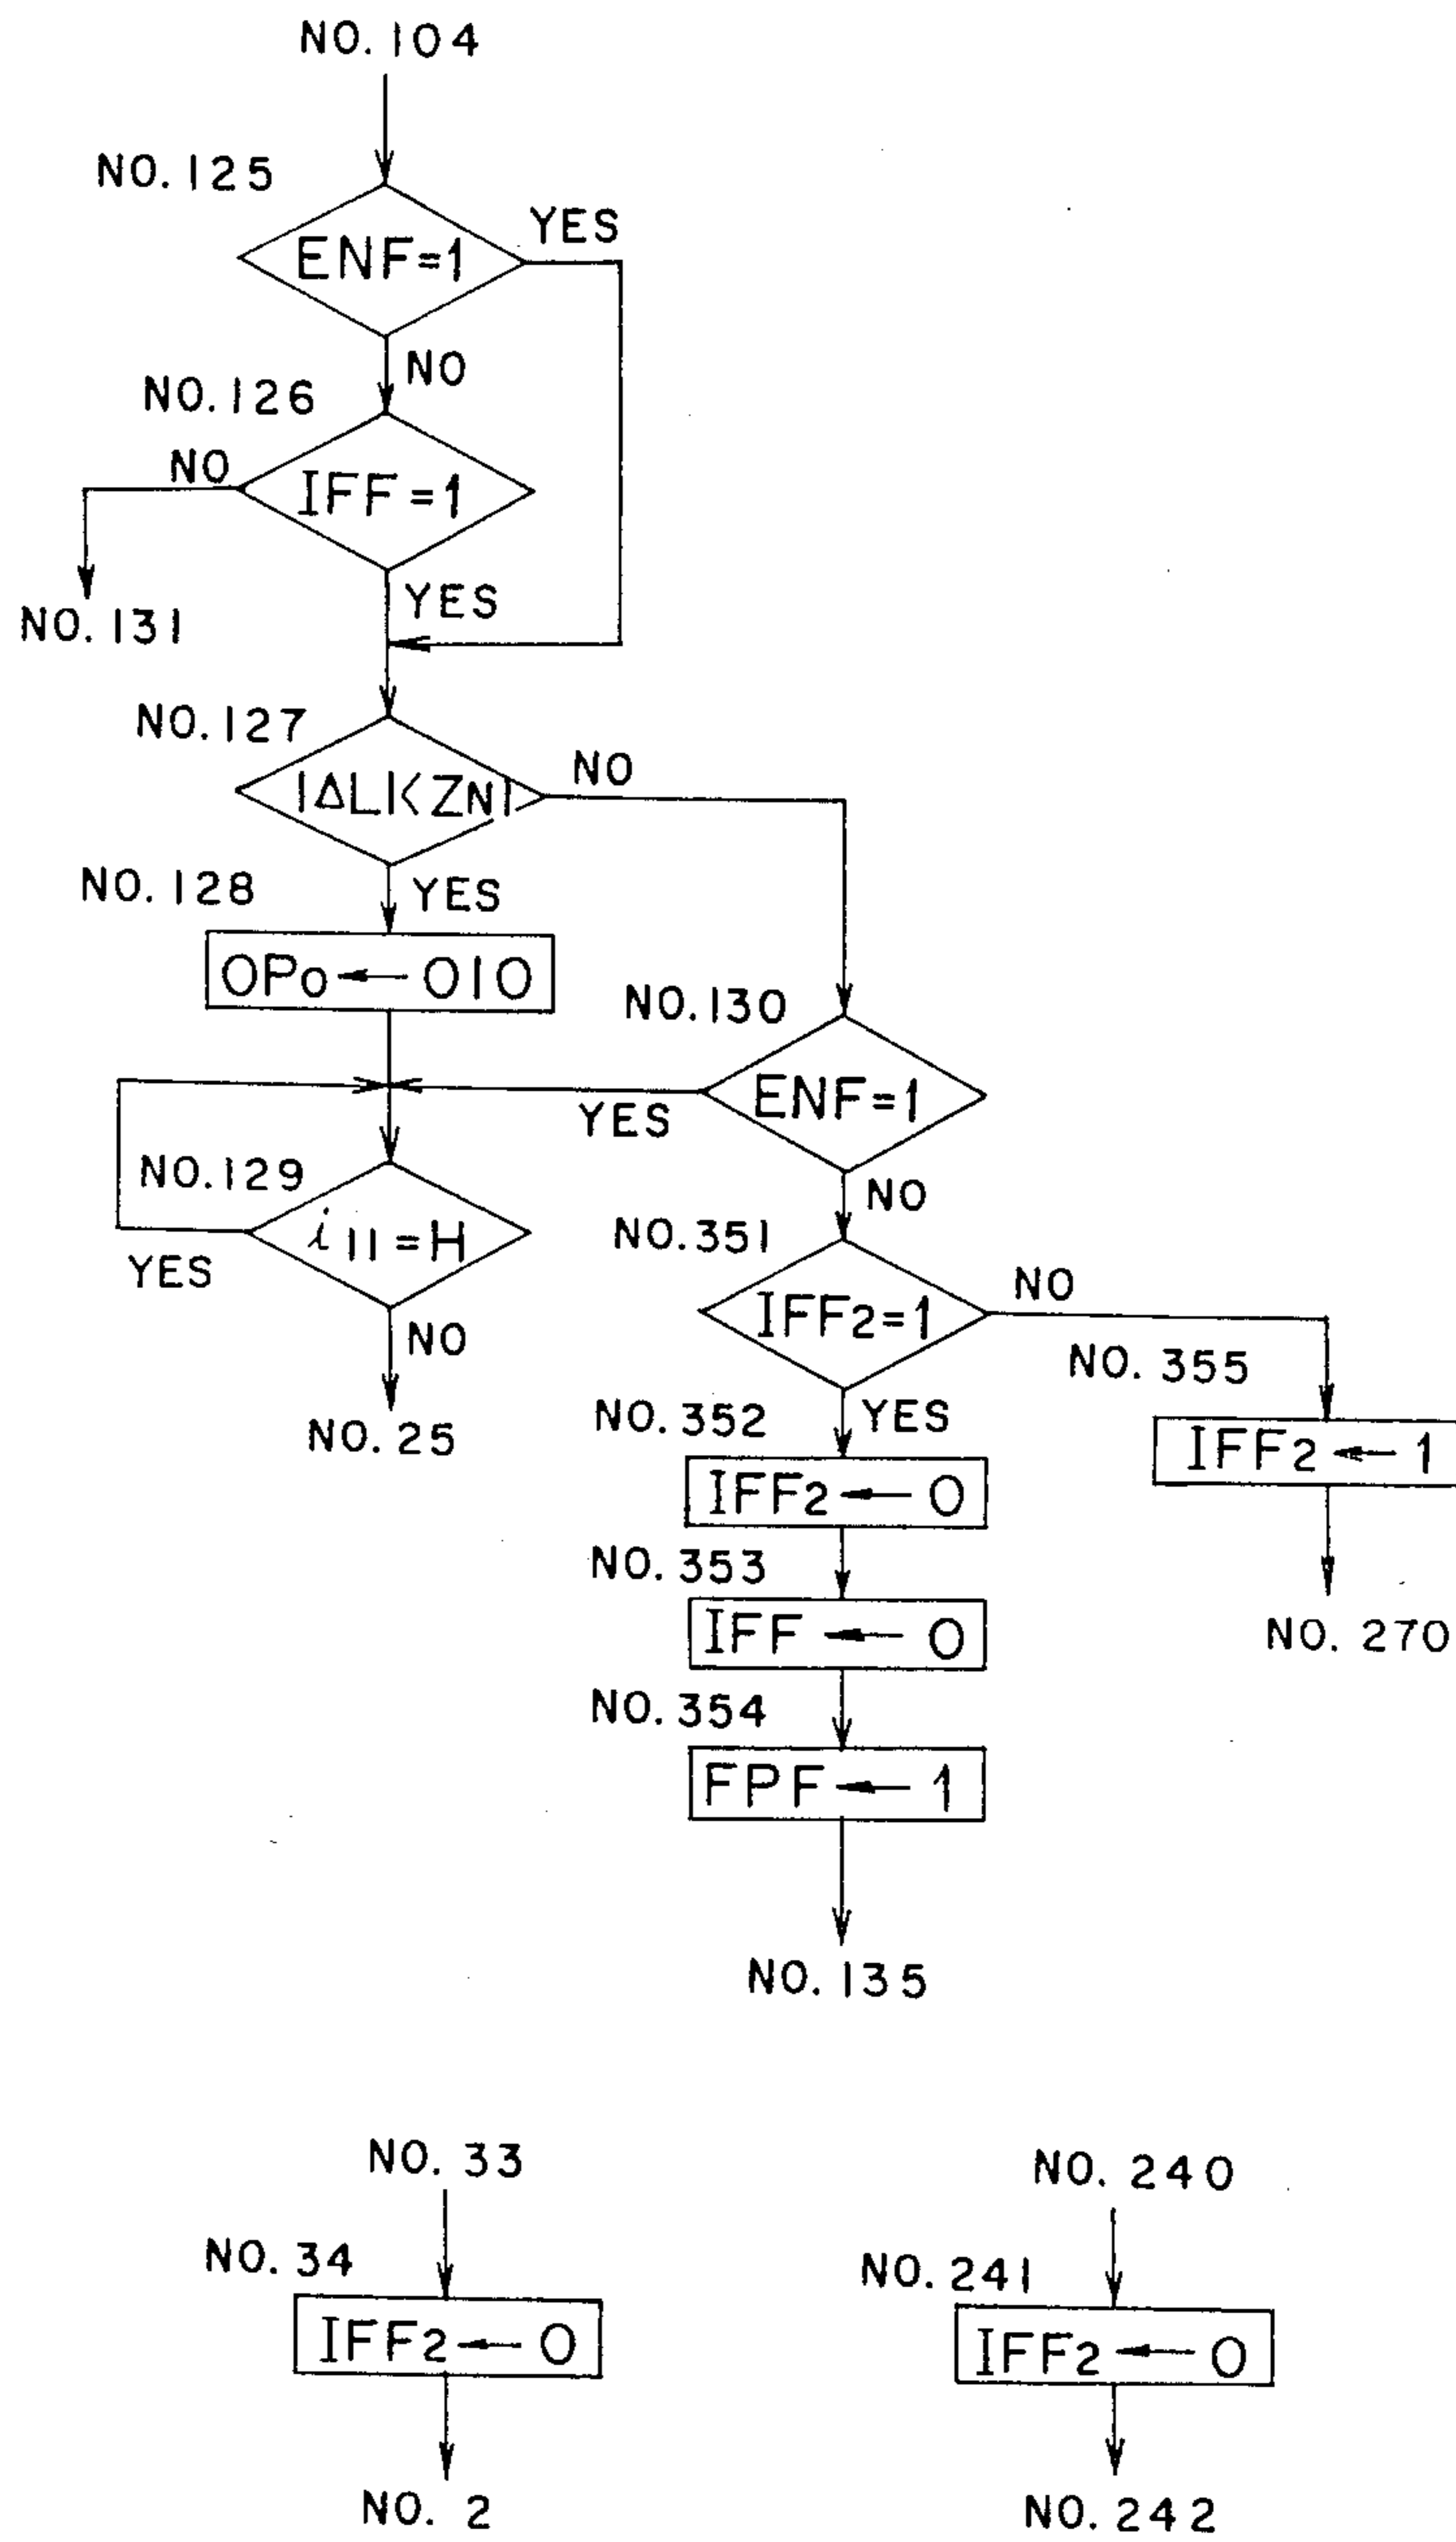 NO. 104
NO. 125
ENF=1
YES
NO
NO. 126
IFF=1
NO
YES
NO. 131
NO. 127
|ΔL|<ZN1
NO
YES
NO. 128
OPo ← 010
NO. 130
ENF=1
YES
NO
NO. 129
i11=H
YES
NO
NO. 25
NO. 351
IFF2=1
NO
YES
NO. 355
IFF2 ← 1
NO. 270
NO. 352
IFF2 ← 0
NO. 353
IFF ← 0
NO. 354
FPF ← 1
NO. 135
NO. 33
NO. 34
IFF2 ← 0
NO. 2
NO. 240
NO. 241
IFF2 ← 0
NO. 242